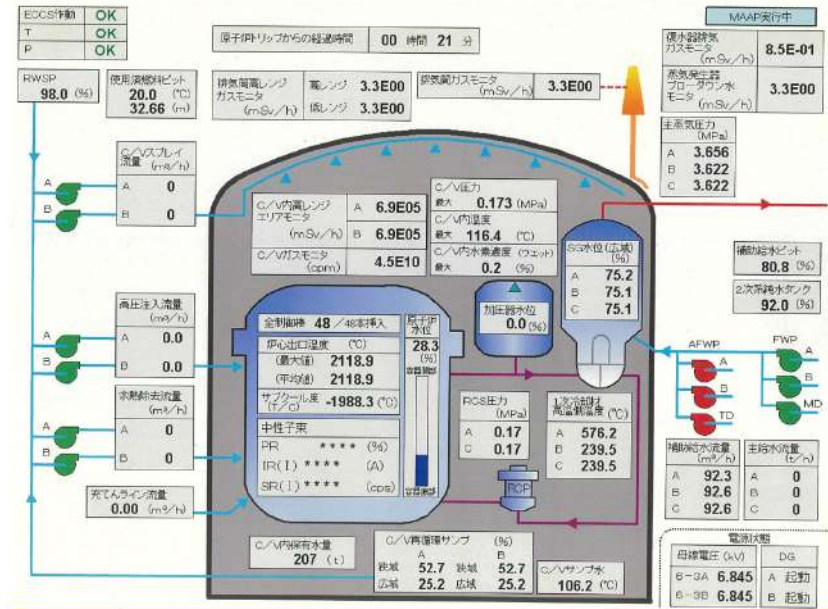 ECCS作動 OK
T OK
P OK
原子炉トリップからの経過時間 00 時間 21 分
MAAP実行中
RWSP
98.0 (%)
使用済燃料ピット
20.0 (℃)
32.66 (m)
排気筒高レンジ
ガスモニタ
(mSv/h)
高レンジ 3.3E00
低レンジ 3.3E00
排気筒ガスモニタ
(mSv/h)
3.3E00
復水器排気
ガスモニタ
(mSv/h)
8.5E-01
蒸気発生器
ブローダウン水
モニタ (mSv/h)
3.3E00
主蒸気圧力
(MPa)
A 3.656
B 3.622
C 3.622
C/Vスプレイ
流量 (m³/h)
A 0
B 0
A
B
C/V内高レンジ
エリアモニタ
(mSv/h)
A 6.9E05
B 6.9E05
C/Vガスモニタ
(cpm)
4.5E10
C/V圧力
最大 0.173 (MPa)
C/V内温度
最大 116.4 (℃)
C/V内水素濃度 (ウエット)
最大 0.2 (%)
SG水位(広域)
(%)
A 75.2
B 75.1
C 75.1
補助給水ピット
80.8 (%)
2次系純水タンク
92.0 (%)
高圧注入流量
(m³/h)
A 0.0
B 0.0
A
B
全制御棒 48 /48本挿入
炉心出口温度 (℃)
(最大値) 2118.9
(平均値) 2118.9
サブクール度
(T/C) -1988.3 (℃)
中性子束
PR **** (%)
IR(I) **** (A)
SR(I) **** (cps)
原子炉
水位
28.3
(%)
容器頂部
容器底部
加圧器水位
0.0 (%)
AFWP
A
B
TD
FWP
A
B
MD
余熱除去流量
(m³/h)
A 0
B 0
A
B
RCS圧力
(MPa)
A 0.17
C 0.17
1次冷却材
高温側温度 (℃)
A 576.2
B 239.5
C 239.5
RCP
補助給水流量
(m³/h)
A 92.3
B 92.6
C 92.6
主給水流量
(t/h)
A 0
B 0
C 0
充てんライン流量
0.00 (m³/h)
C/V内保有水量
207 (t)
C/V再循環サンプ (%)
A B
狭域 52.7 狭域 52.7
広域 25.2 広域 25.2
C/Vサンプ水
106.2 (℃)
電源状態
母線電圧 (kV) DG
6-3A 6.845 A 起動
6-3B 6.845 B 起動